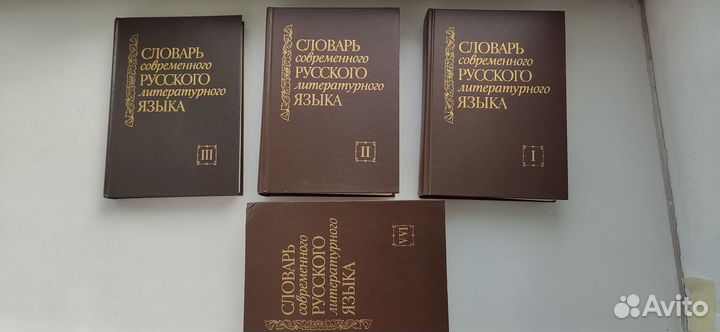 СЛОВАРЬ
современного
РУССКОГО
литературного
ЯЗЫКА
III
СЛОВАРЬ
современного
РУССКОГО
литературного
ЯЗЫКА
II
СЛОВАРЬ
современного
РУССКОГО
литературного
ЯЗЫКА
I
СЛОВАРЬ
современного
РУССКОГО
литературного
ЯЗЫКА
V-VI
Avito